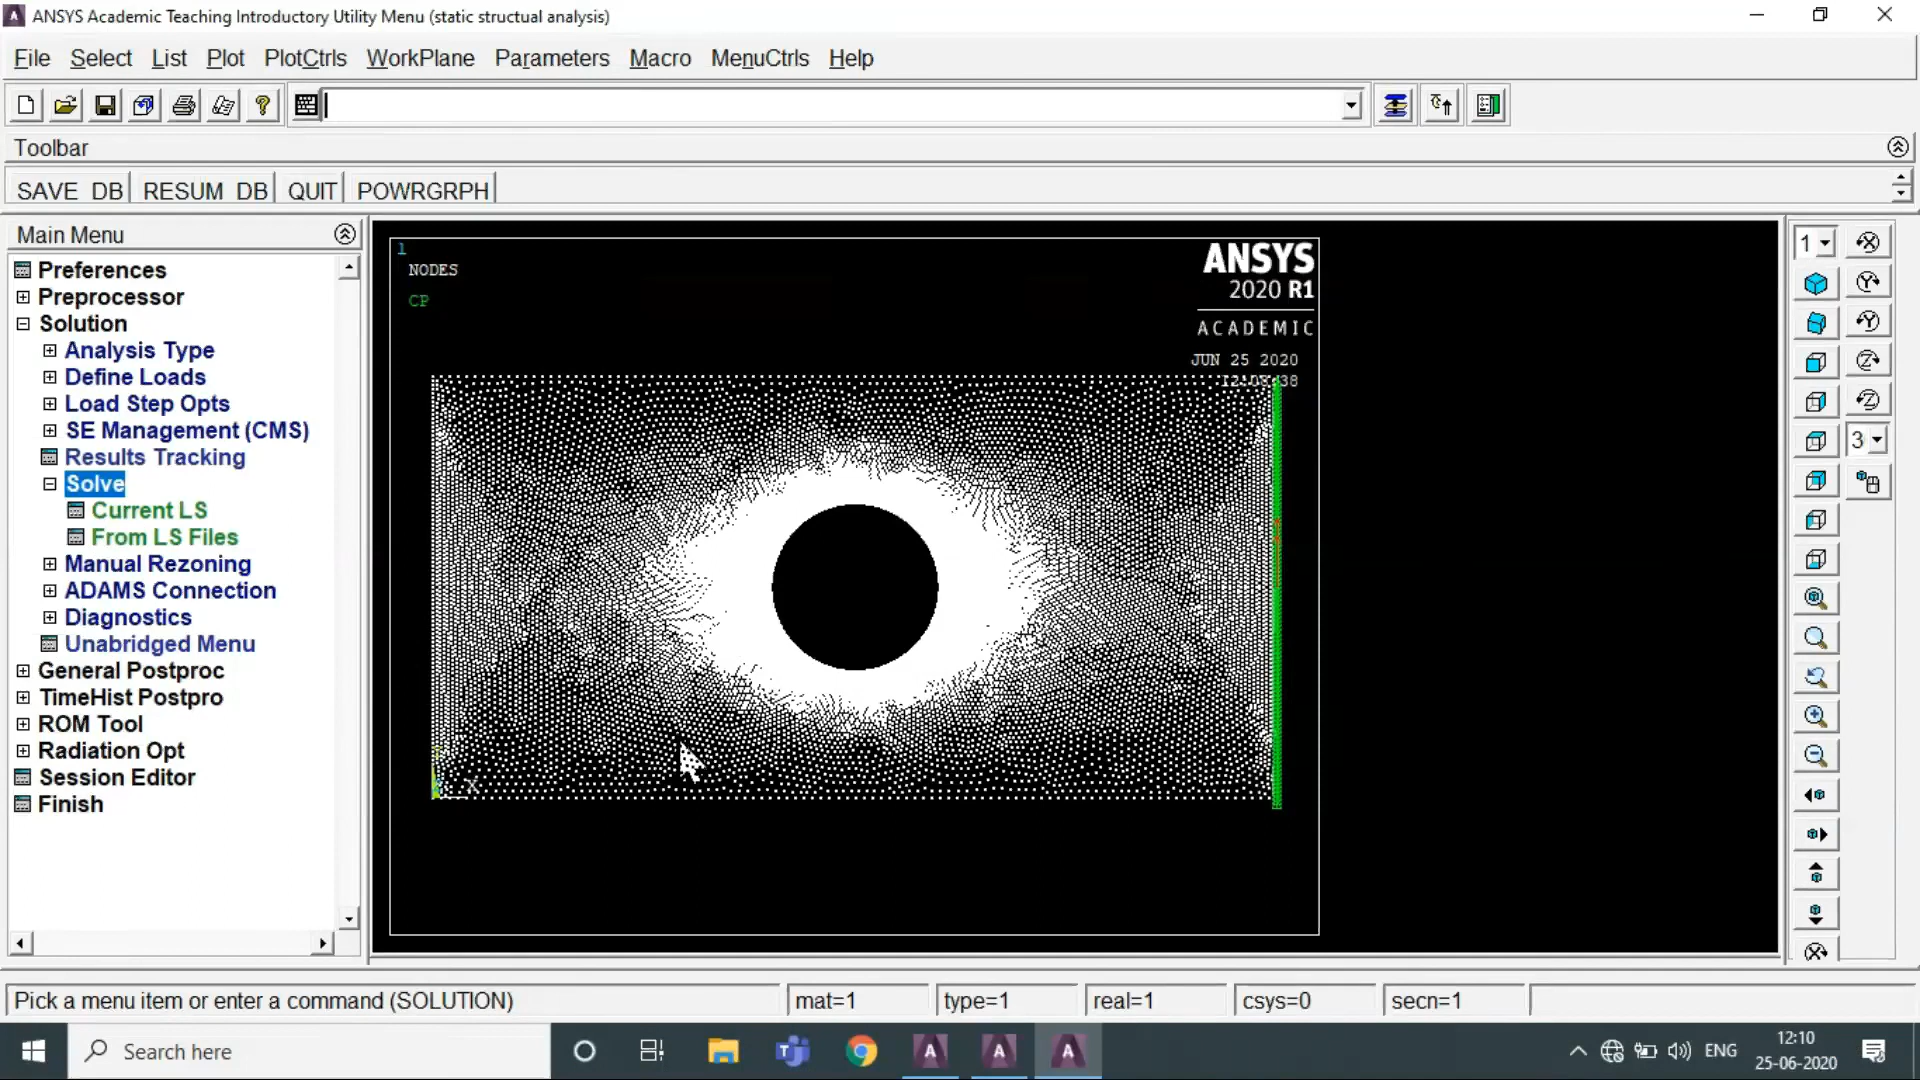 ANSYS Academic Teaching Introductory Utility Menu (static structual analysis)
File Select List Plot PlotCtrls WorkPlane Parameters Macro MenuCtrls Help
Toolbar
SAVE_DB RESUM_DB QUIT POWRGRPH
Main Menu
Preferences
Preprocessor
Solution
Analysis Type
Define Loads
Load Step Opts
SE Management (CMS)
Results Tracking
Solve
Current LS
From LS Files
Manual Rezoning
ADAMS Connection
Diagnostics
Unabridged Menu
General Postproc
TimeHist Postpro
ROM Tool
Radiation Opt
Session Editor
Finish
1
NODES
CP
ANSYS
2020 R1
ACADEMIC
JUN 25 2020
X
1
3
Pick a menu item or enter a command (SOLUTION)
mat=1
type=1
real=1
csys=0
secn=1
Search here
ENG
12:10
25-06-2020